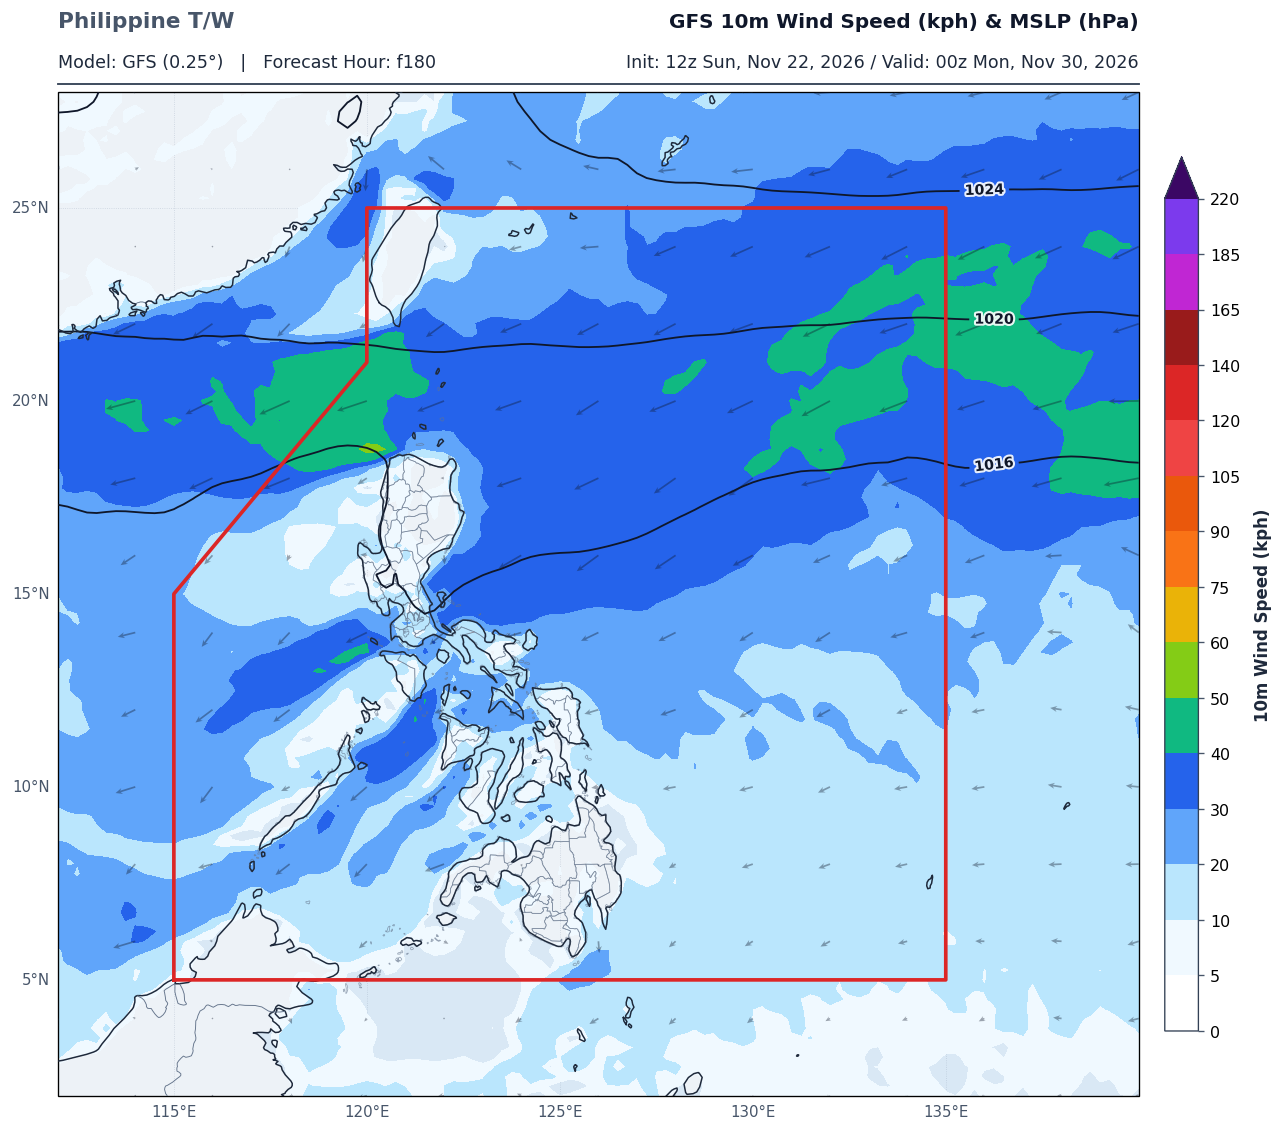 Philippine T/W
GFS 10m Wind Speed (kph) & MSLP (hPa)
Model: GFS (0.25°) | Forecast Hour: f180
Init: 12z Sun, Nov 22, 2026 / Valid: 00z Mon, Nov 30, 2026
1024
1020
1016
25°N
20°N
15°N
10°N
5°N
115°E
120°E
125°E
130°E
135°E
220
185
165
140
120
105
90
75
60
50
40
30
20
10
5
0
10m Wind Speed (kph)